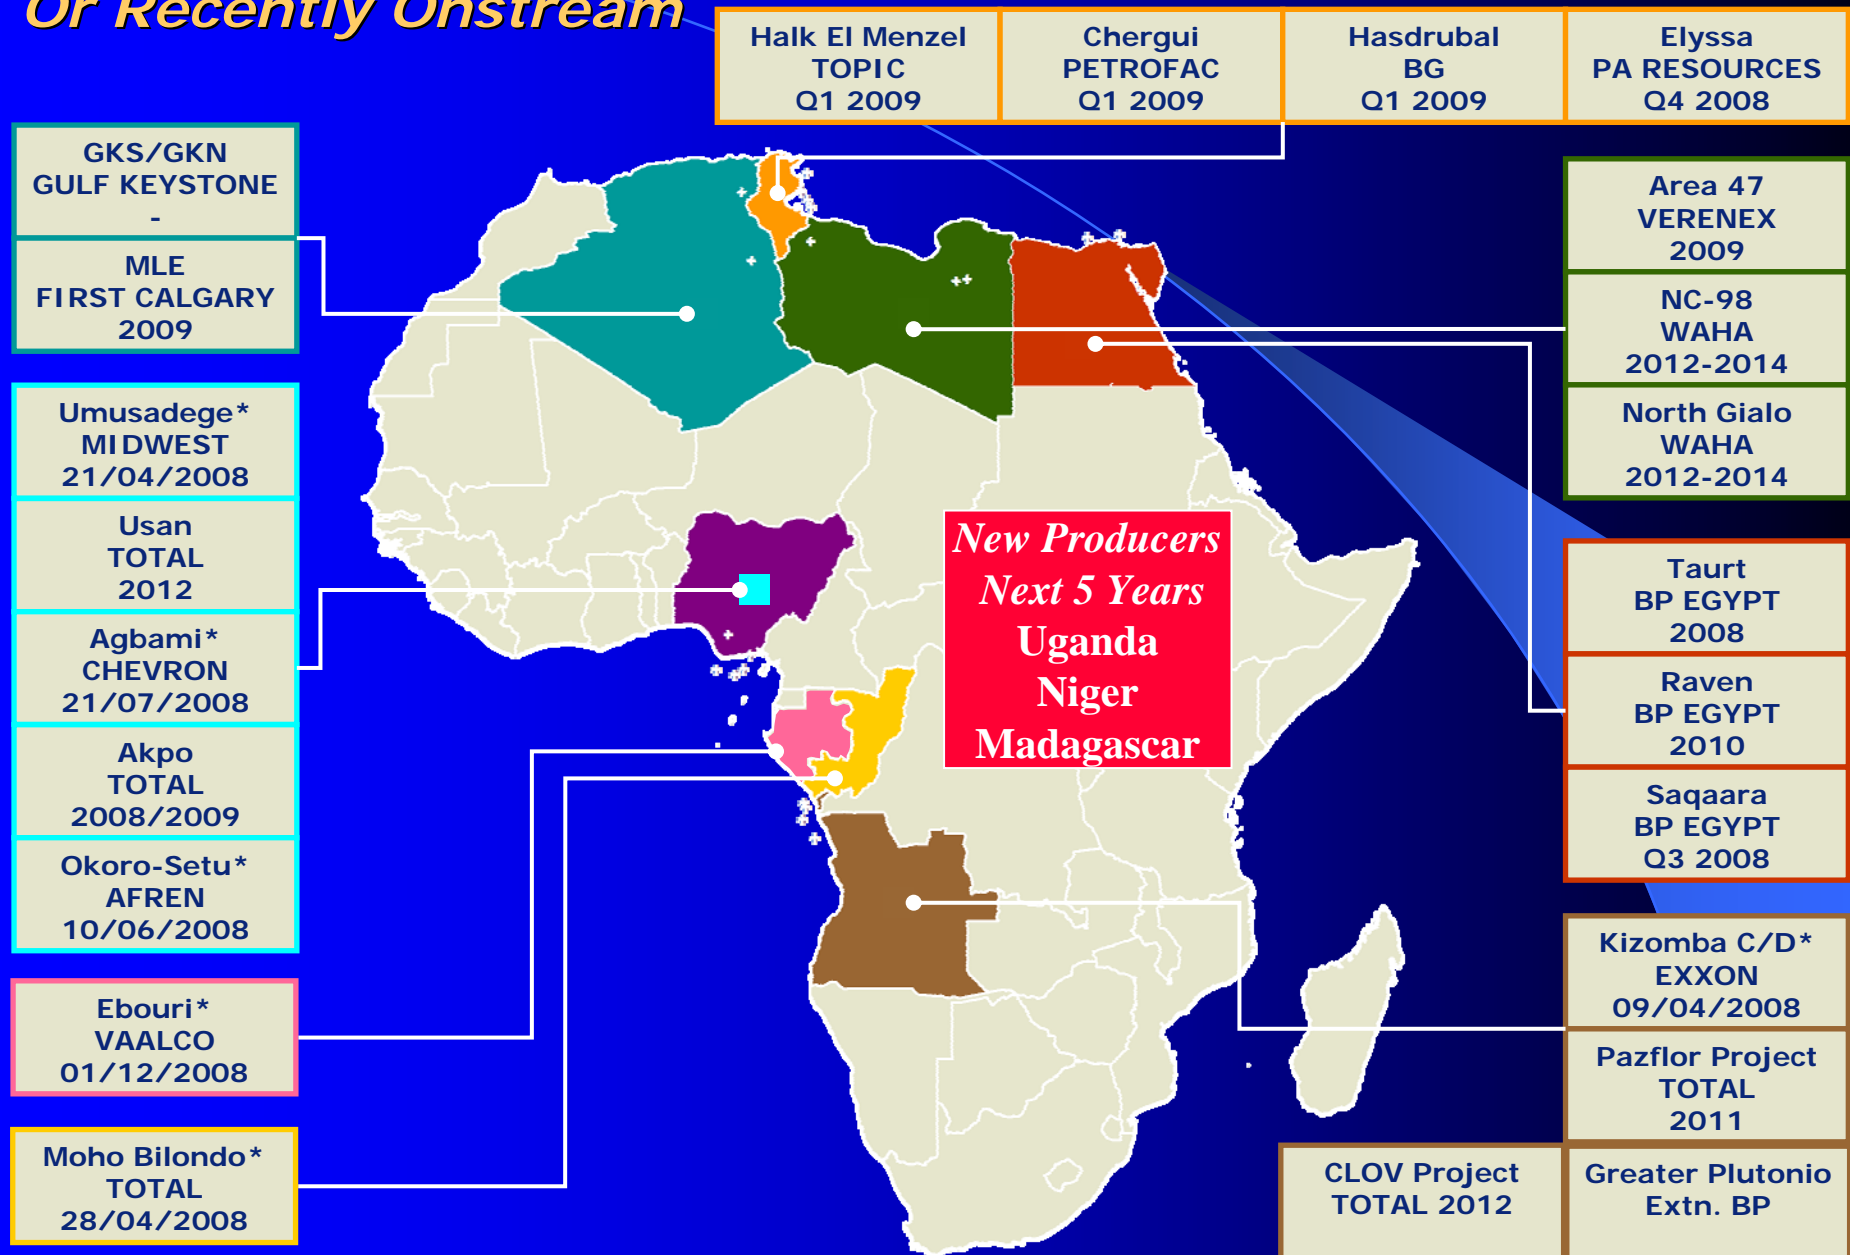 Or Recently Onstream
Halk El Menzel
TOPIC
Q1 2009
Chergui
PETROFAC
Q1 2009
Hasdrubal
BG
Q1 2009
Elyssa
PA RESOURCES
Q4 2008
GKS/GKN
GULF KEYSTONE
-
MLE
FIRST CALGARY
2009
Area 47
VERENEX
2009
NC-98
WAHA
2012-2014
North Gialo
WAHA
2012-2014
Umusadege*
MIDWEST
21/04/2008
Usan
TOTAL
2012
Agbami*
CHEVRON
21/07/2008
Akpo
TOTAL
2008/2009
Okoro-Setu*
AFREN
10/06/2008
New Producers
Next 5 Years
Uganda
Niger
Madagascar
Taurt
BP EGYPT
2008
Raven
BP EGYPT
2010
Saqaara
BP EGYPT
Q3 2008
Ebouri*
VAALCO
01/12/2008
Moho Bilondo*
TOTAL
28/04/2008
Kizomba C/D*
EXXON
09/04/2008
Pazflor Project
TOTAL
2011
CLOV Project
TOTAL 2012
Greater Plutonio
Extn. BP